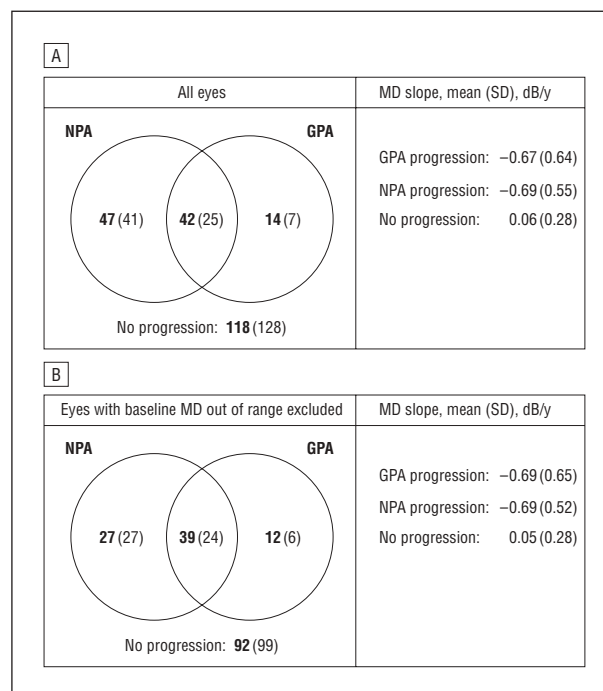 A
All eyes
MD slope, mean (SD), dB/y
NPA
GPA
47 (41)
42 (25)
14 (7)
No progression: 118 (128)
GPA progression: –0.67 (0.64)
NPA progression: –0.69 (0.55)
No progression: 0.06 (0.28)
B
Eyes with baseline MD out of range excluded
MD slope, mean (SD), dB/y
NPA
GPA
27 (27)
39 (24)
12 (6)
No progression: 92 (99)
GPA progression: –0.69 (0.65)
NPA progression: –0.69 (0.52)
No progression: 0.05 (0.28)